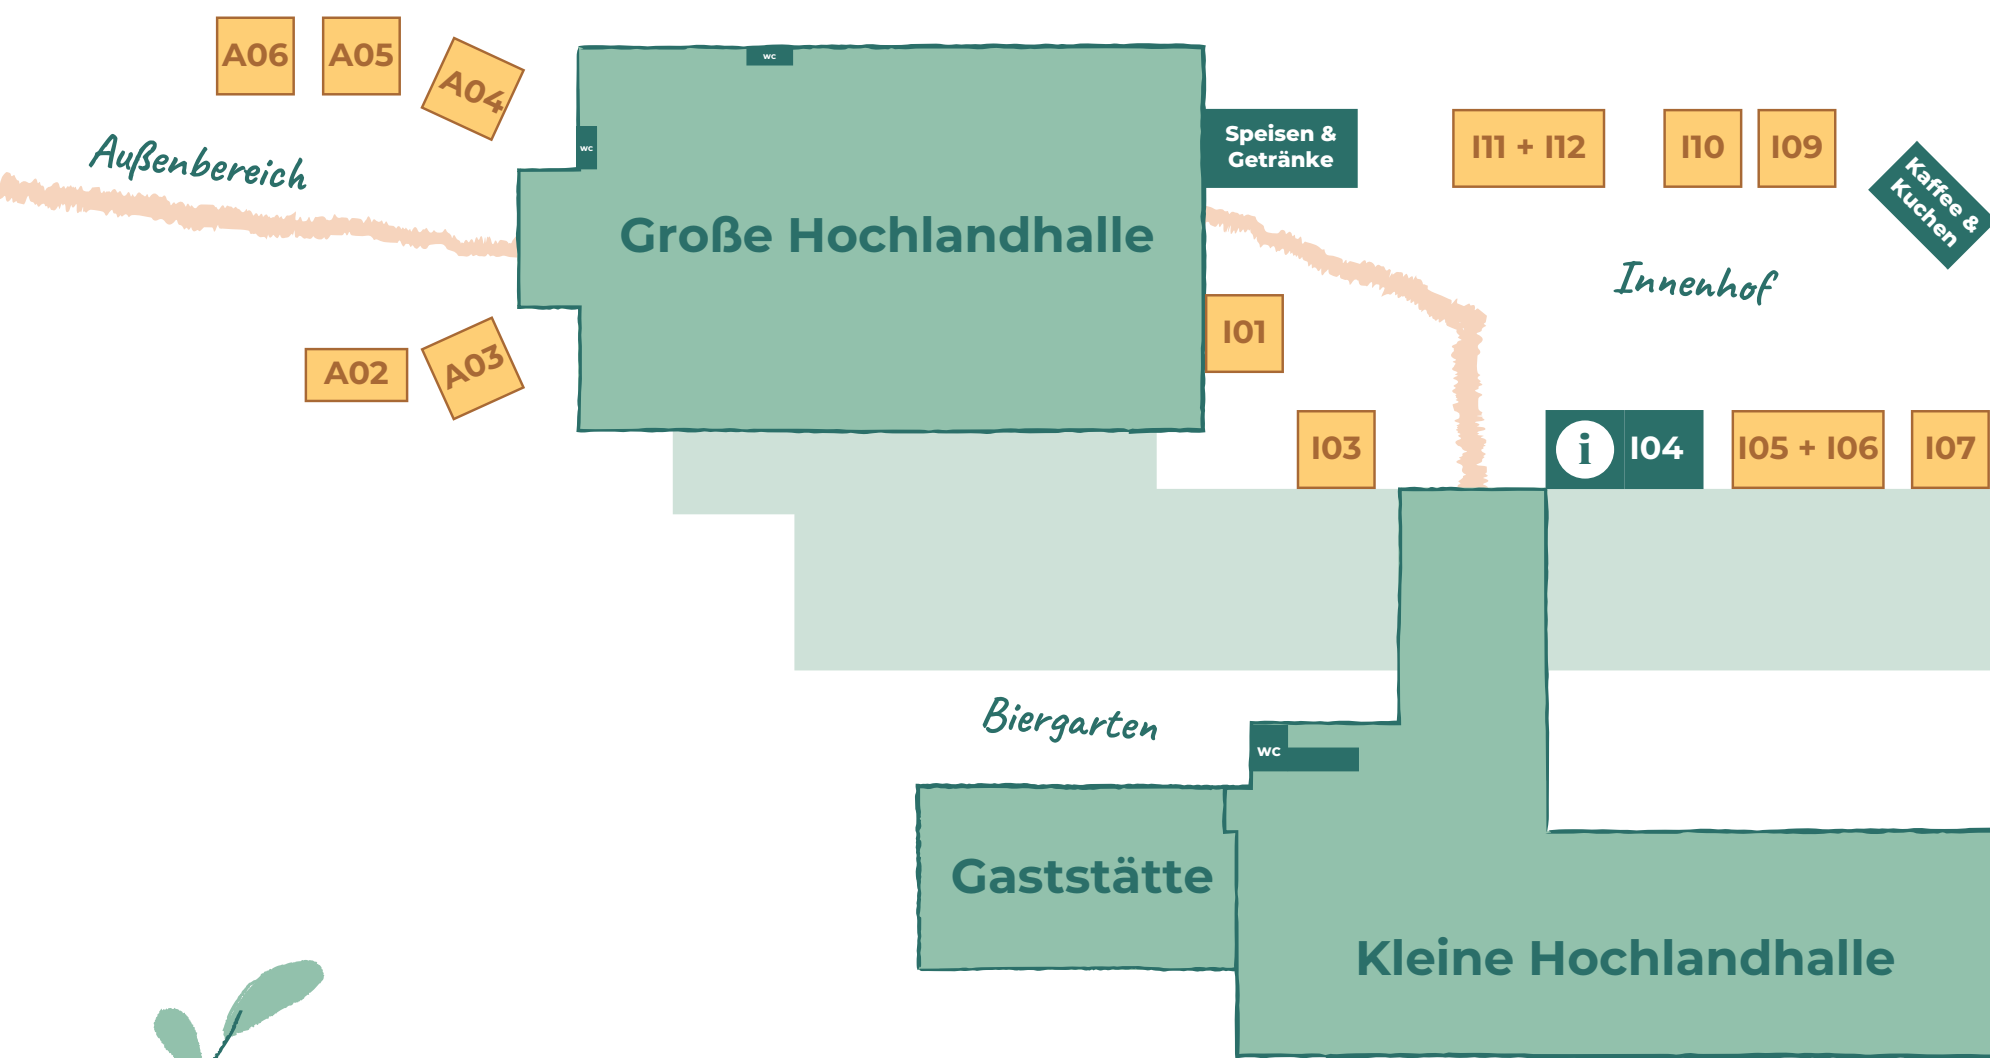 A06
A05
A04
wc
Außenbereich
wc
Speisen &
Getränke
I11 + I12
I10
I09
Kaffee &
Kuchen
Große Hochlandhalle
Innenhof
I01
A02
A03
I03
i
I04
I05 + I06
I07
Biergarten
WC
Gaststätte
Kleine Hochlandhalle